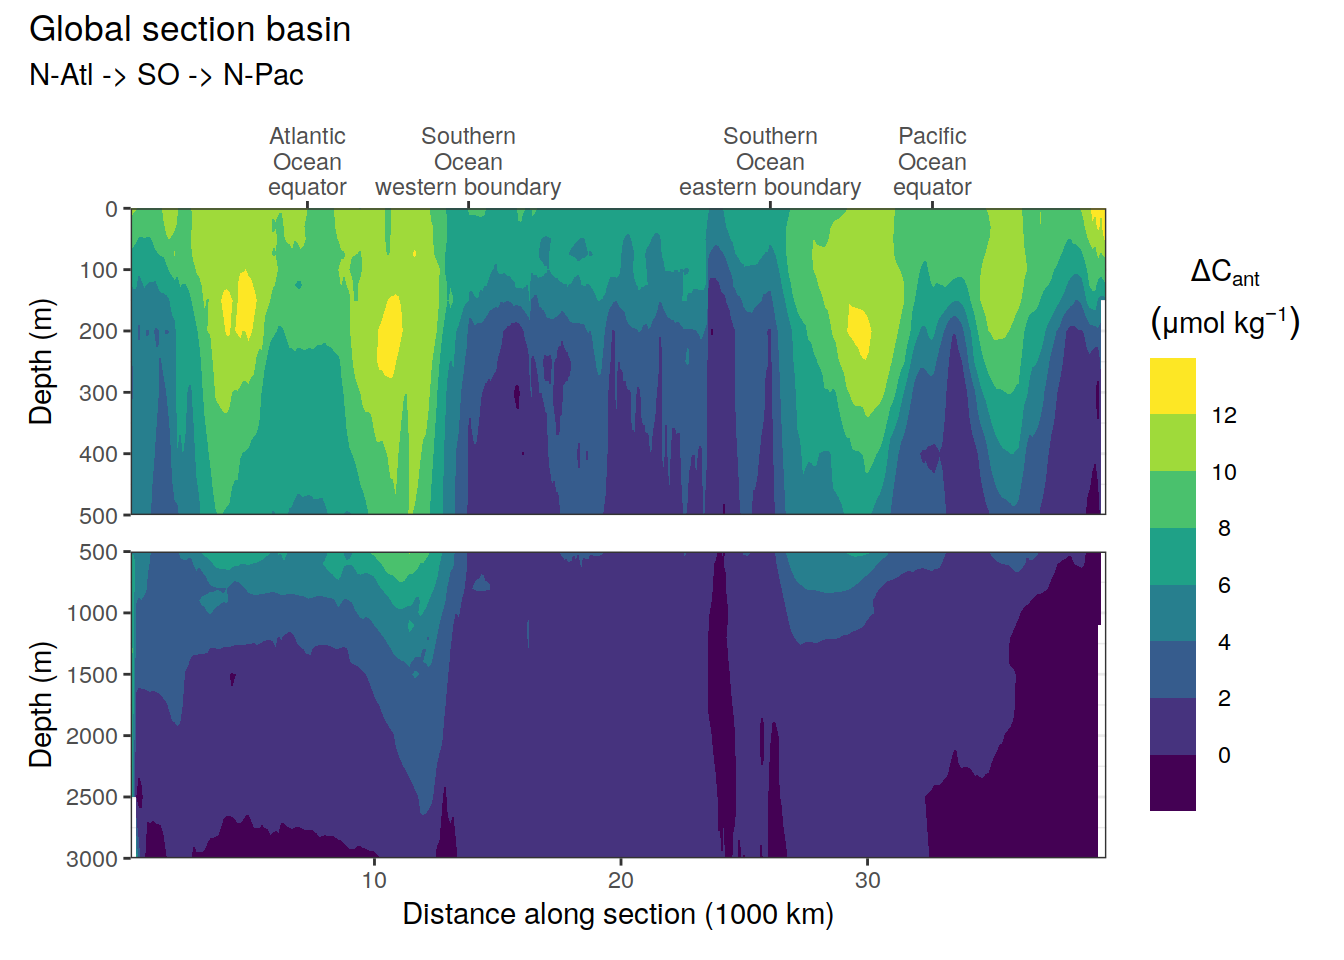 Global section basin
N-Atl -> SO -> N-Pac
Atlantic
Ocean
equator
Southern
Ocean
western boundary
Southern
Ocean
eastern boundary
Pacific
Ocean
equator
0
100
200
300
400
500
Depth (m)
500
1000
1500
2000
2500
3000
Depth (m)
10
20
30
Distance along section (1000 km)
ΔCant
(μmol kg⁻¹)
12
10
8
6
4
2
0